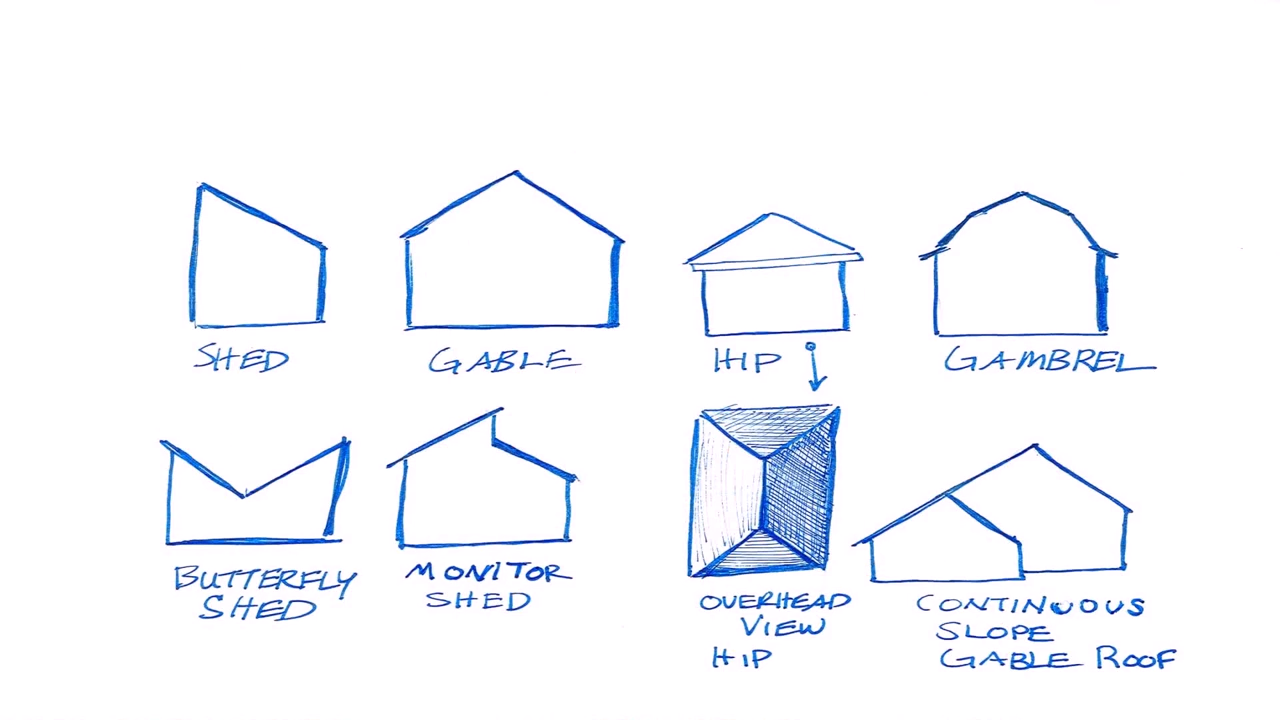 SHED
GABLE
HIP
GAMBREL
BUTTERFLY
SHED
MONITOR
SHED
OVERHEAD
VIEW
HIP
CONTINUOUS
SLOPE
GABLE ROOF